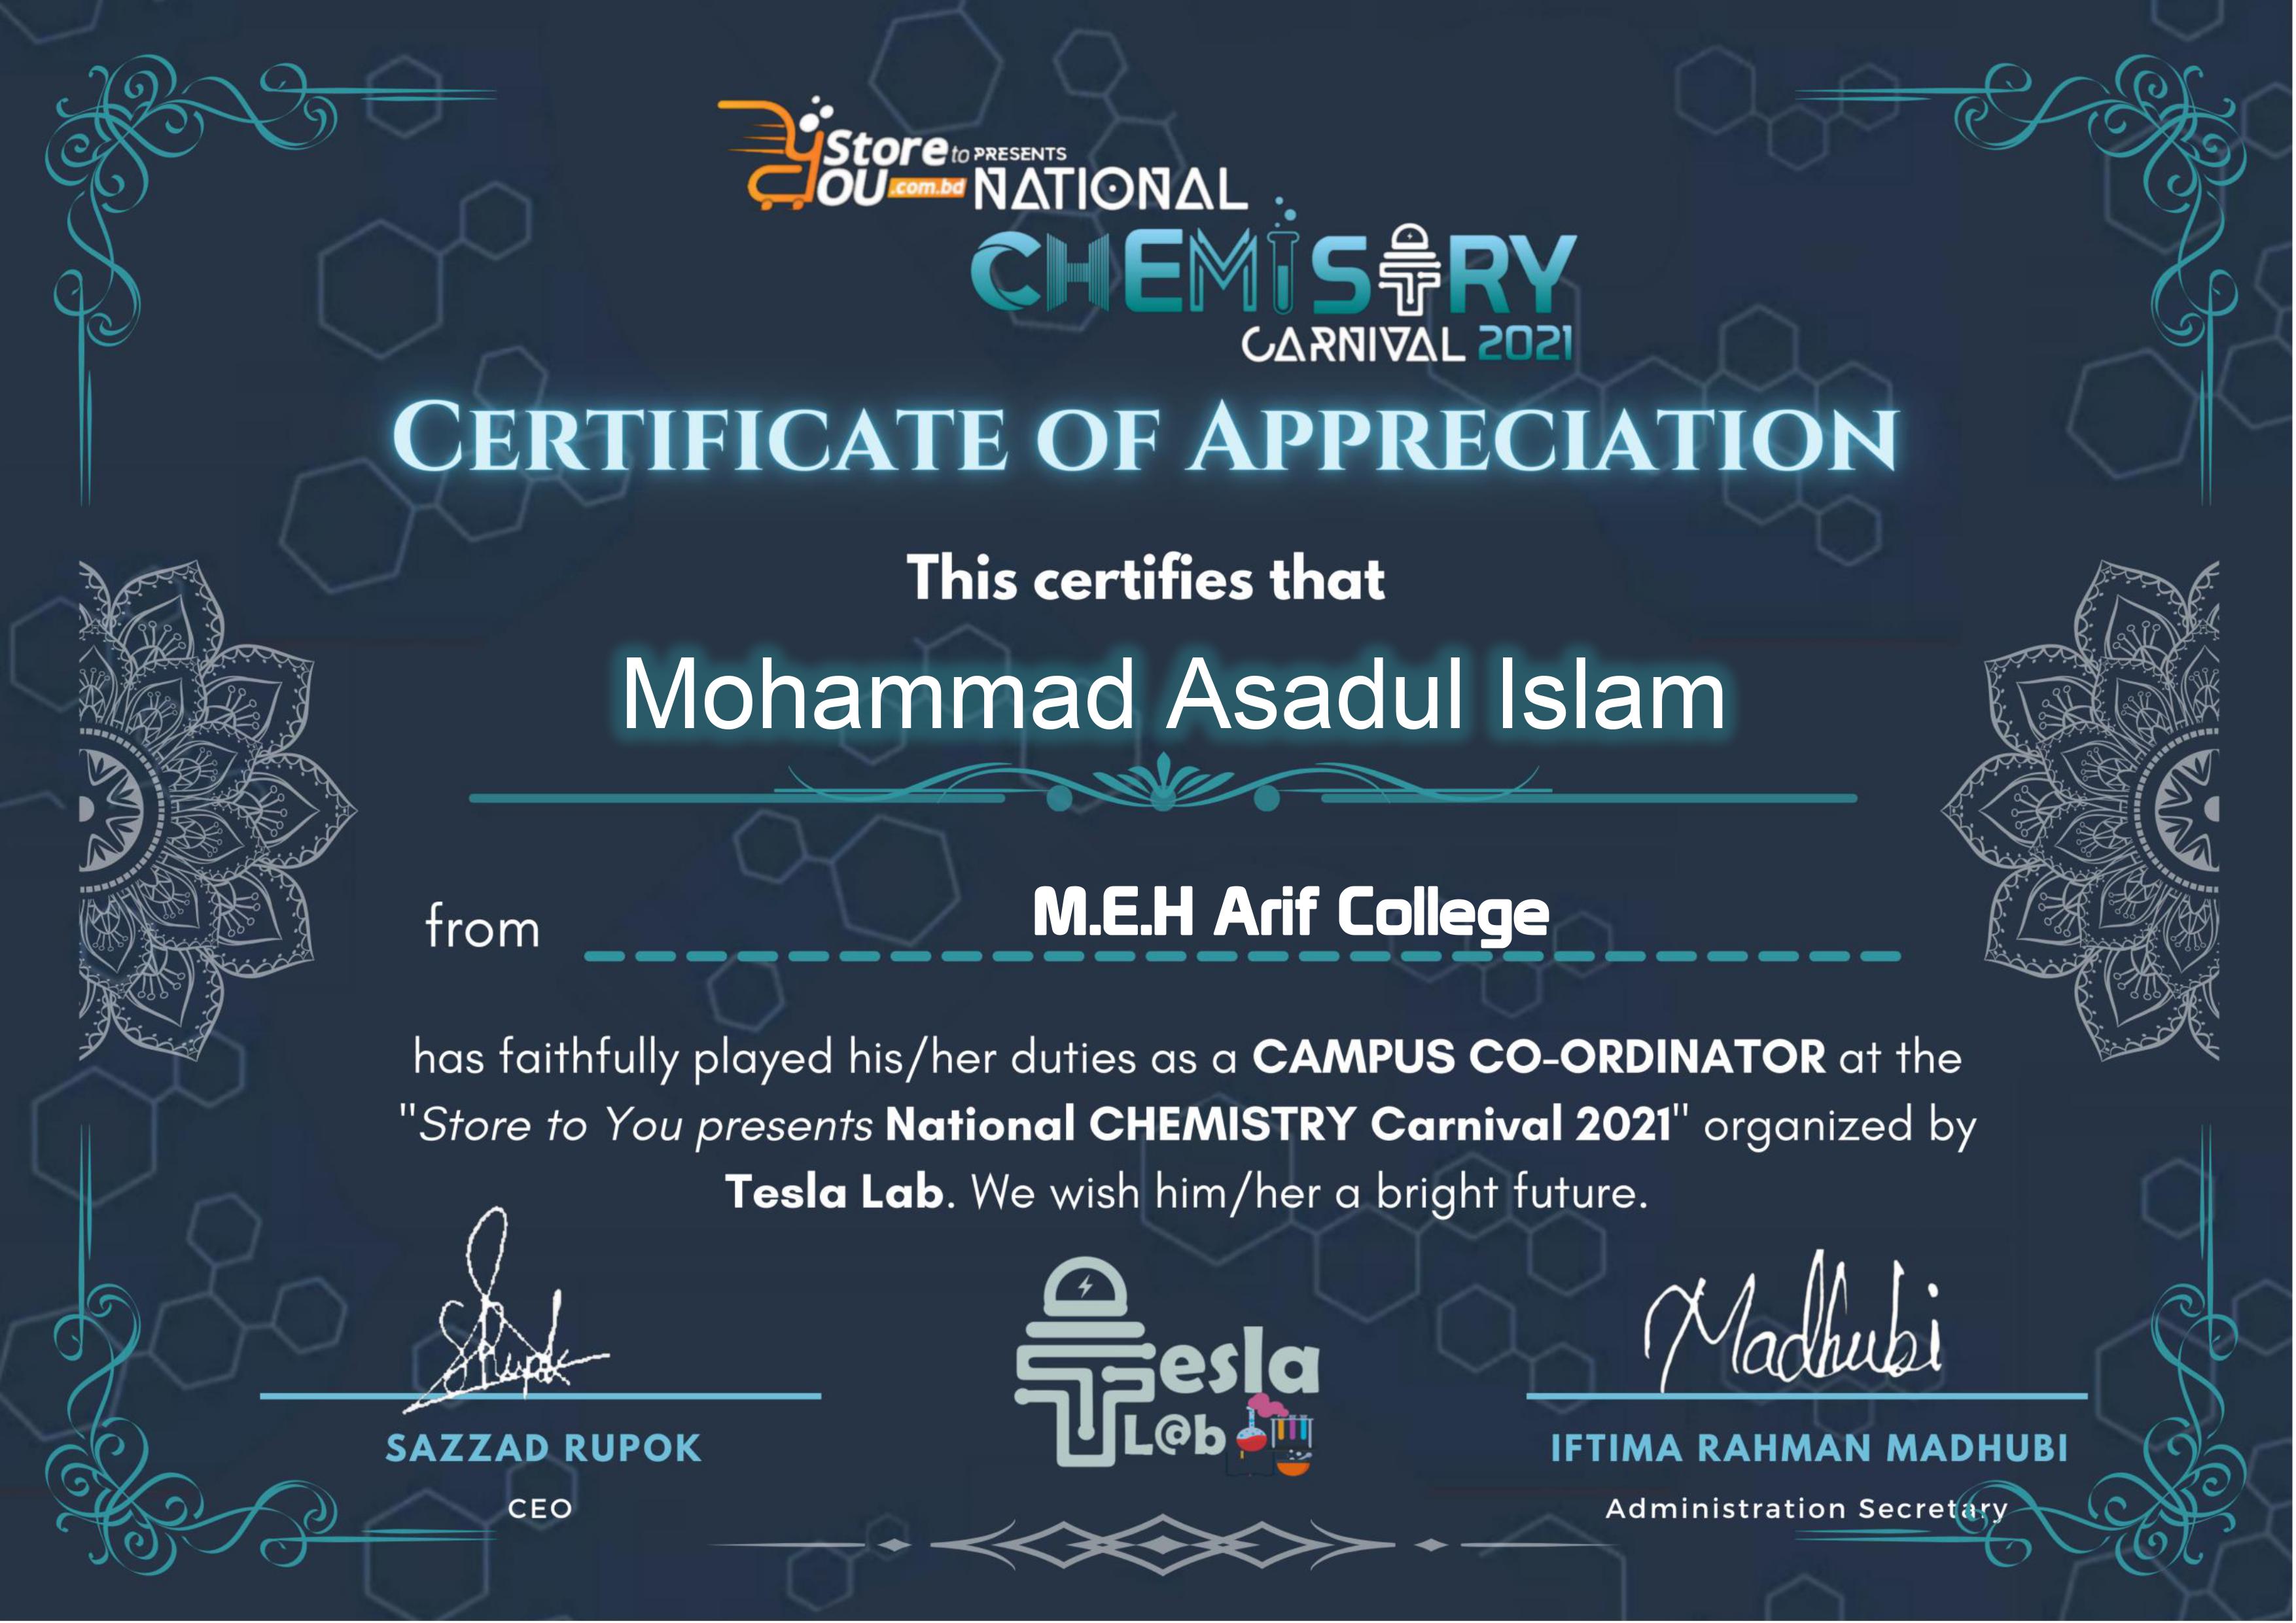 Store to PRESENTS
YOU .com.bd NATIONAL
CHEMISTRY
CARNIVAL 2021
CERTIFICATE OF APPRECIATION
This certifies that
Mohammad Asadul Islam
from M.E.H Arif College
has faithfully played his/her duties as a CAMPUS CO-ORDINATOR at the
"Store to You presents National CHEMISTRY Carnival 2021" organized by
Tesla Lab. We wish him/her a bright future.
SRupok
Madhubi
Tesla
L@b
SAZZAD RUPOK
IFTIMA RAHMAN MADHUBI
CEO
Administration Secretary